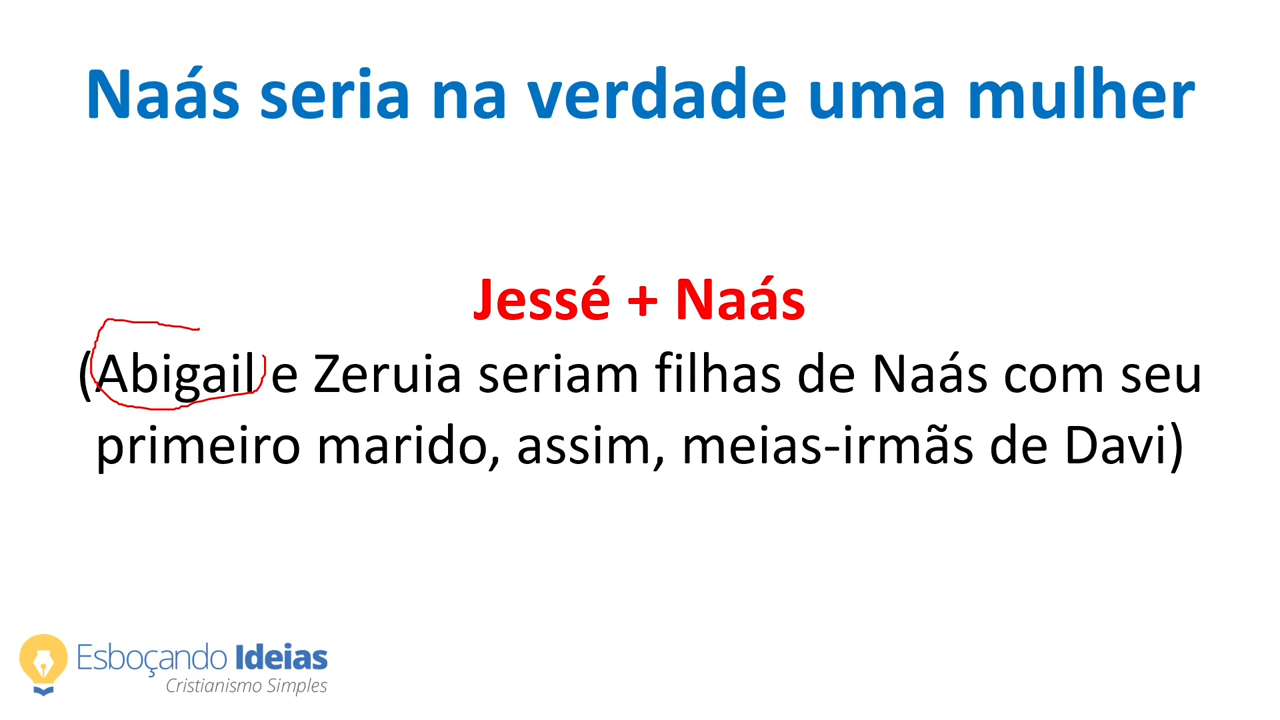 Naás seria na verdade uma mulher
Jessé + Naás
(Abigail e Zeruia seriam filhas de Naás com seu
primeiro marido, assim, meias-irmãs de Davi)
Esboçando Ideias
Cristianismo Simples